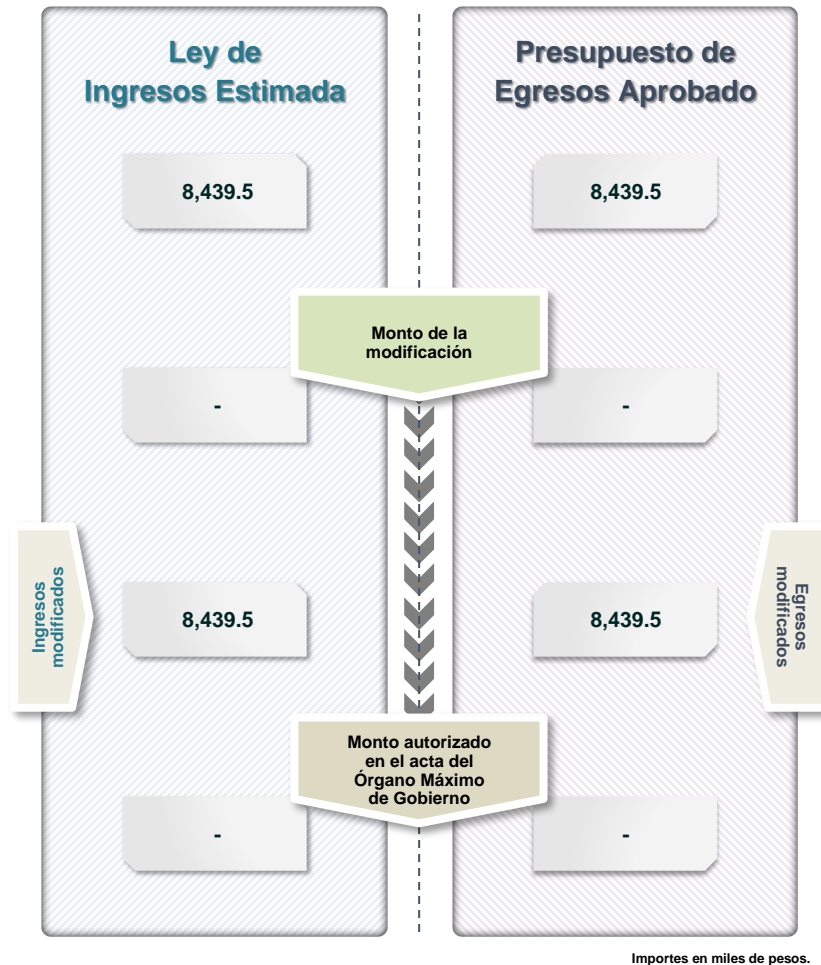 Ley de
Ingresos Estimada
Presupuesto de
Egresos Aprobado
8,439.5
8,439.5
Monto de la
modificación
-
-
Ingresos
modificados
8,439.5
8,439.5
Egresos
modificados
Monto autorizado
en el acta del
Órgano Máximo
de Gobierno
-
-
Importes en miles de pesos.